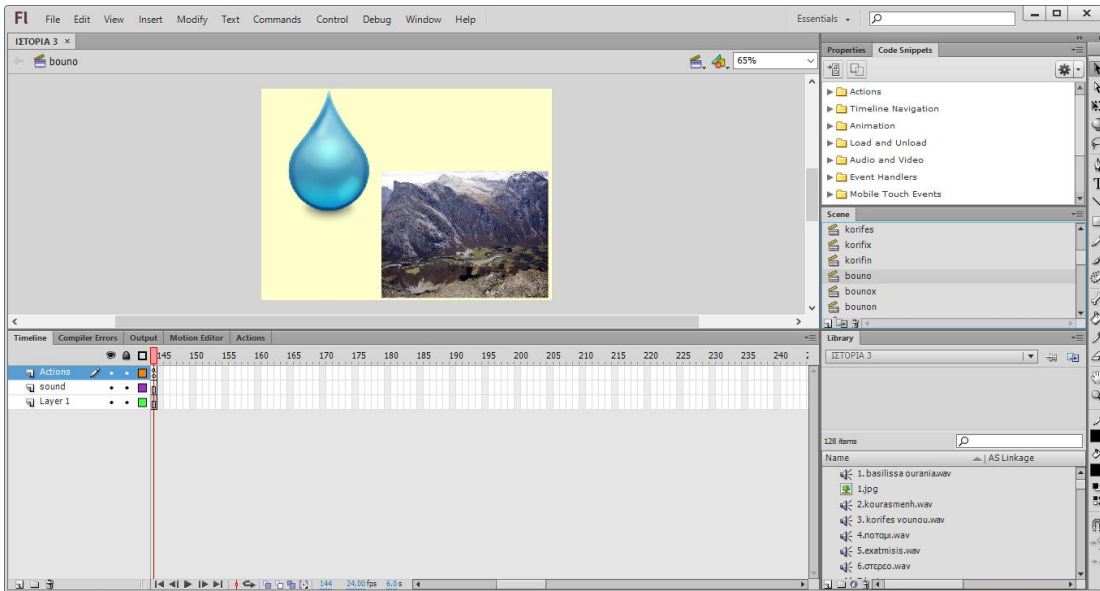 Fl File Edit View Insert Modify Text Commands Control Debug Window Help Essentials
ΙΣΤΟΡΙΑ 3 ×
bouno 65%
Properties Code Snippets
Actions
Timeline Navigation
Animation
Load and Unload
Audio and Video
Event Handlers
Mobile Touch Events
Scene
korifes
korifix
korifin
bouno
bounox
bounon
Timeline Compiler Errors Output Motion Editor Actions
145 150 155 160 165 170 175 180 185 190 195 200 205 210 215 220 225 230 235 240
Actions
sound
Layer 1
144 24,00 fps 6,0 s
Library
ΙΣΤΟΡΙΑ 3
128 items
Name AS Linkage
1. basilissa ourania.wav
1.jpg
2.kourasmenh.wav
3. korifes vounou.wav
4.ποταμι.wav
5.exatmisis.wav
6.στερεο.wav